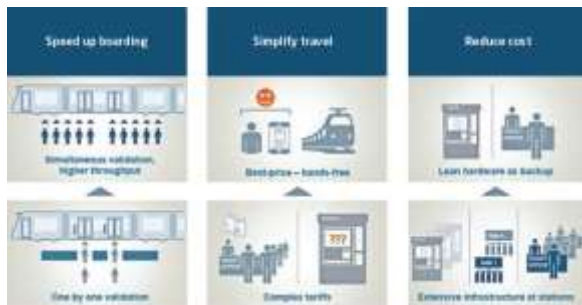 Speed up boarding
Simplify travel
Reduce cost
Simultaneous validation,
higher throughput
Best-price – hands-free
Lean hardware as backup
???
One by one validation
Complex tariffs
Extensive infrastructure at stations